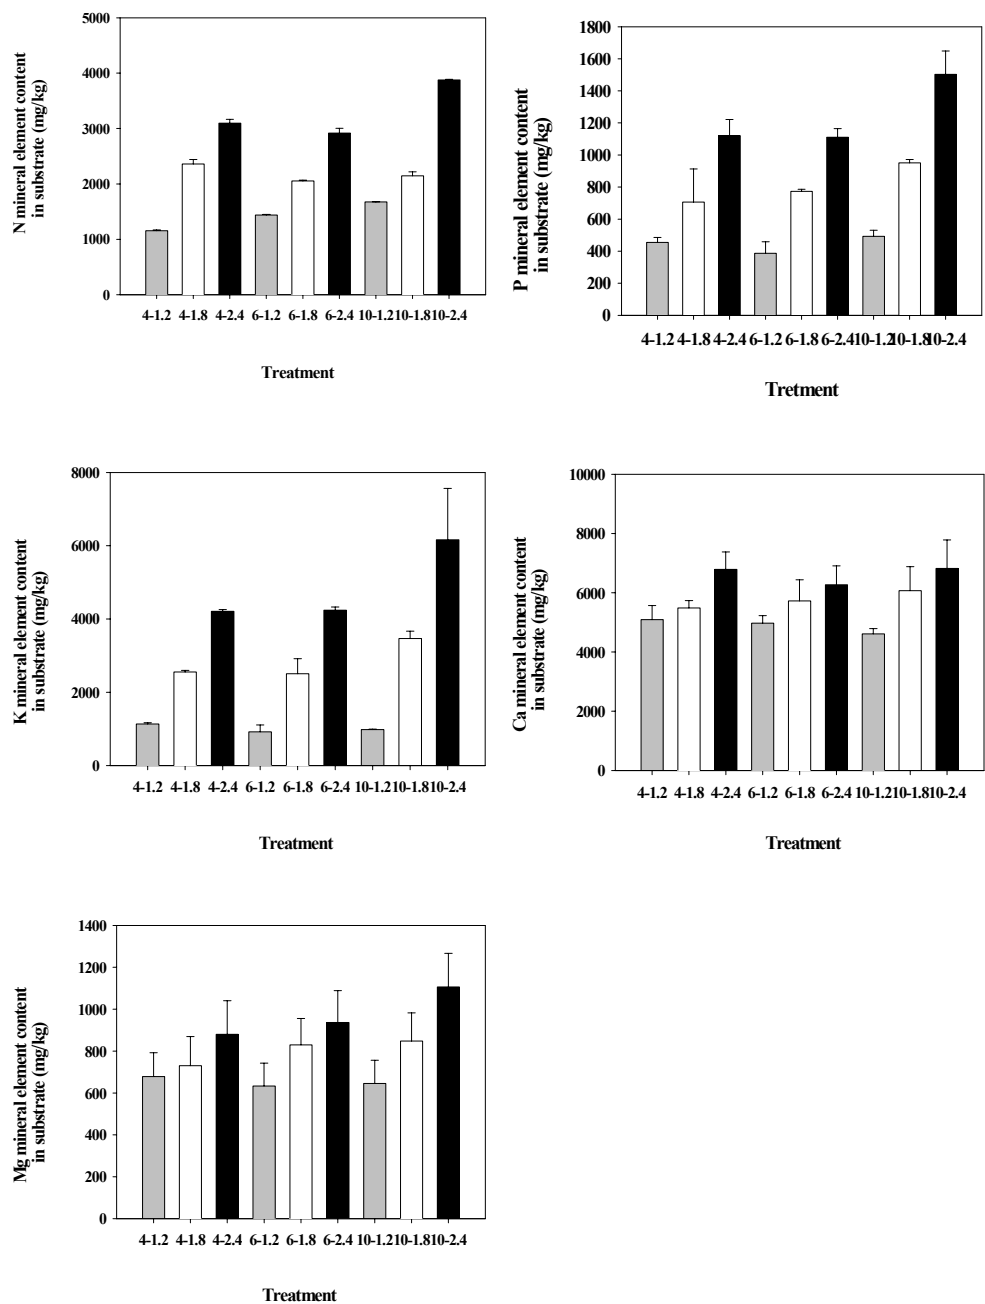 N mineral element content
in substrate (mg/kg)
5000
4000
3000
2000
1000
0
4-1.2 4-1.8 4-2.4 6-1.2 6-1.8 6-2.4 10-1.2 10-1.8 10-2.4
Treatment
P mineral element content
in substrate (mg/kg)
1800
1600
1400
1200
1000
800
600
400
200
0
4-1.2 4-1.8 4-2.4 6-1.2 6-1.8 6-2.4 10-1.2 10-1.8 10-2.4
Tretment
K mineral element content
in substrate (mg/kg)
8000
6000
4000
2000
0
4-1.2 4-1.8 4-2.4 6-1.2 6-1.8 6-2.4 10-1.2 10-1.8 10-2.4
Treatment
Ca mineral element content
in substrate (mg/kg)
10000
8000
6000
4000
2000
0
4-1.2 4-1.8 4-2.4 6-1.2 6-1.8 6-2.4 10-1.2 10-1.8 10-2.4
Treatment
Mg mineral element content
in substrate (mg/kg)
1400
1200
1000
800
600
400
200
0
4-1.2 4-1.8 4-2.4 6-1.2 6-1.8 6-2.4 10-1.2 10-1.8 10-2.4
Treatment